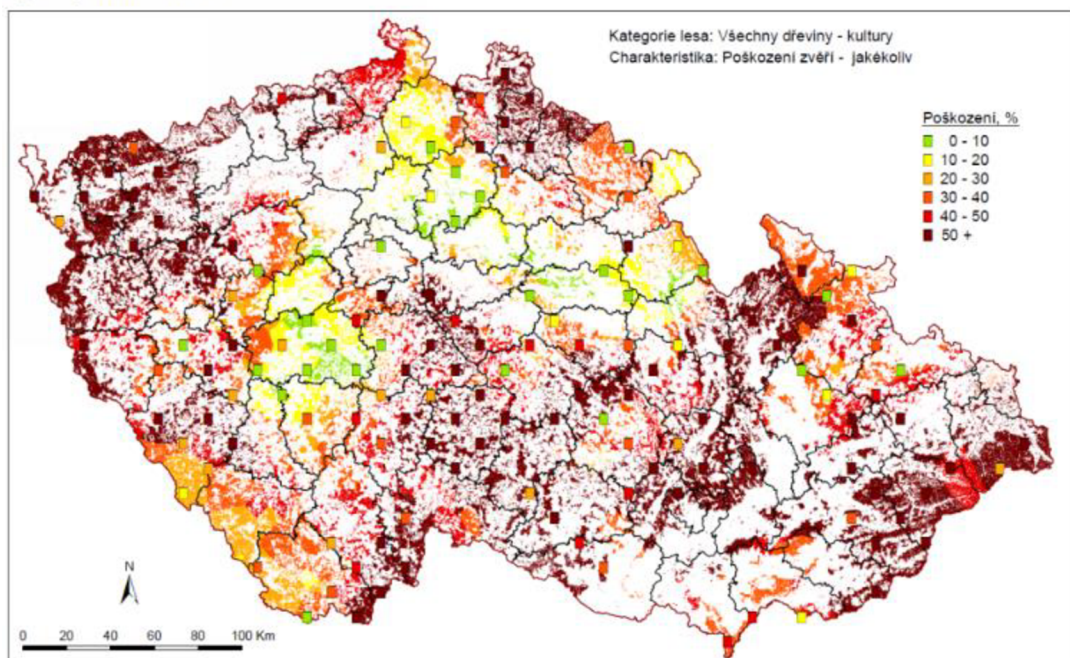 Kategorie lesa: Všechny dřeviny - kultury
Charakteristika: Poškození zvěří - jakékoliv
Poškození, %
0 - 10
10 - 20
20 - 30
30 - 40
40 - 50
50 +
N
0 20 40 60 80 100 Km